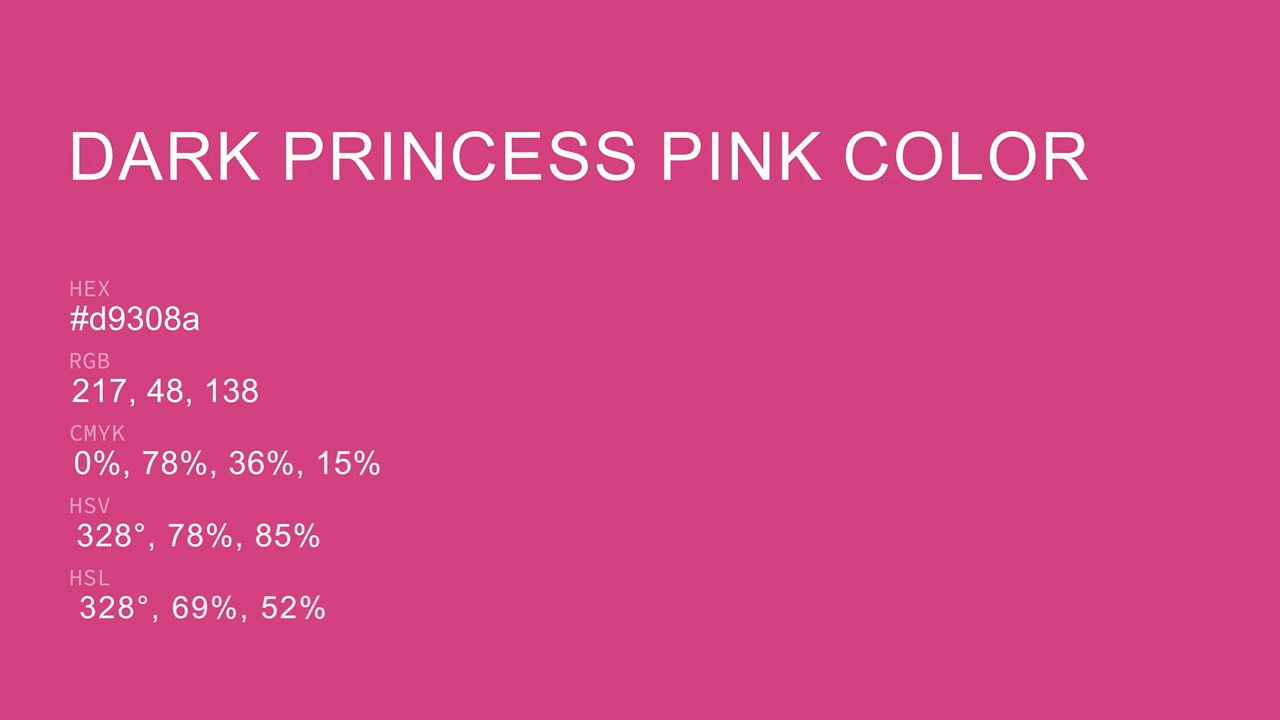 DARK PRINCESS PINK COLOR
HEX
#d9308a
RGB
217, 48, 138
CMYK
0%, 78%, 36%, 15%
HSV
328°, 78%, 85%
HSL
328°, 69%, 52%